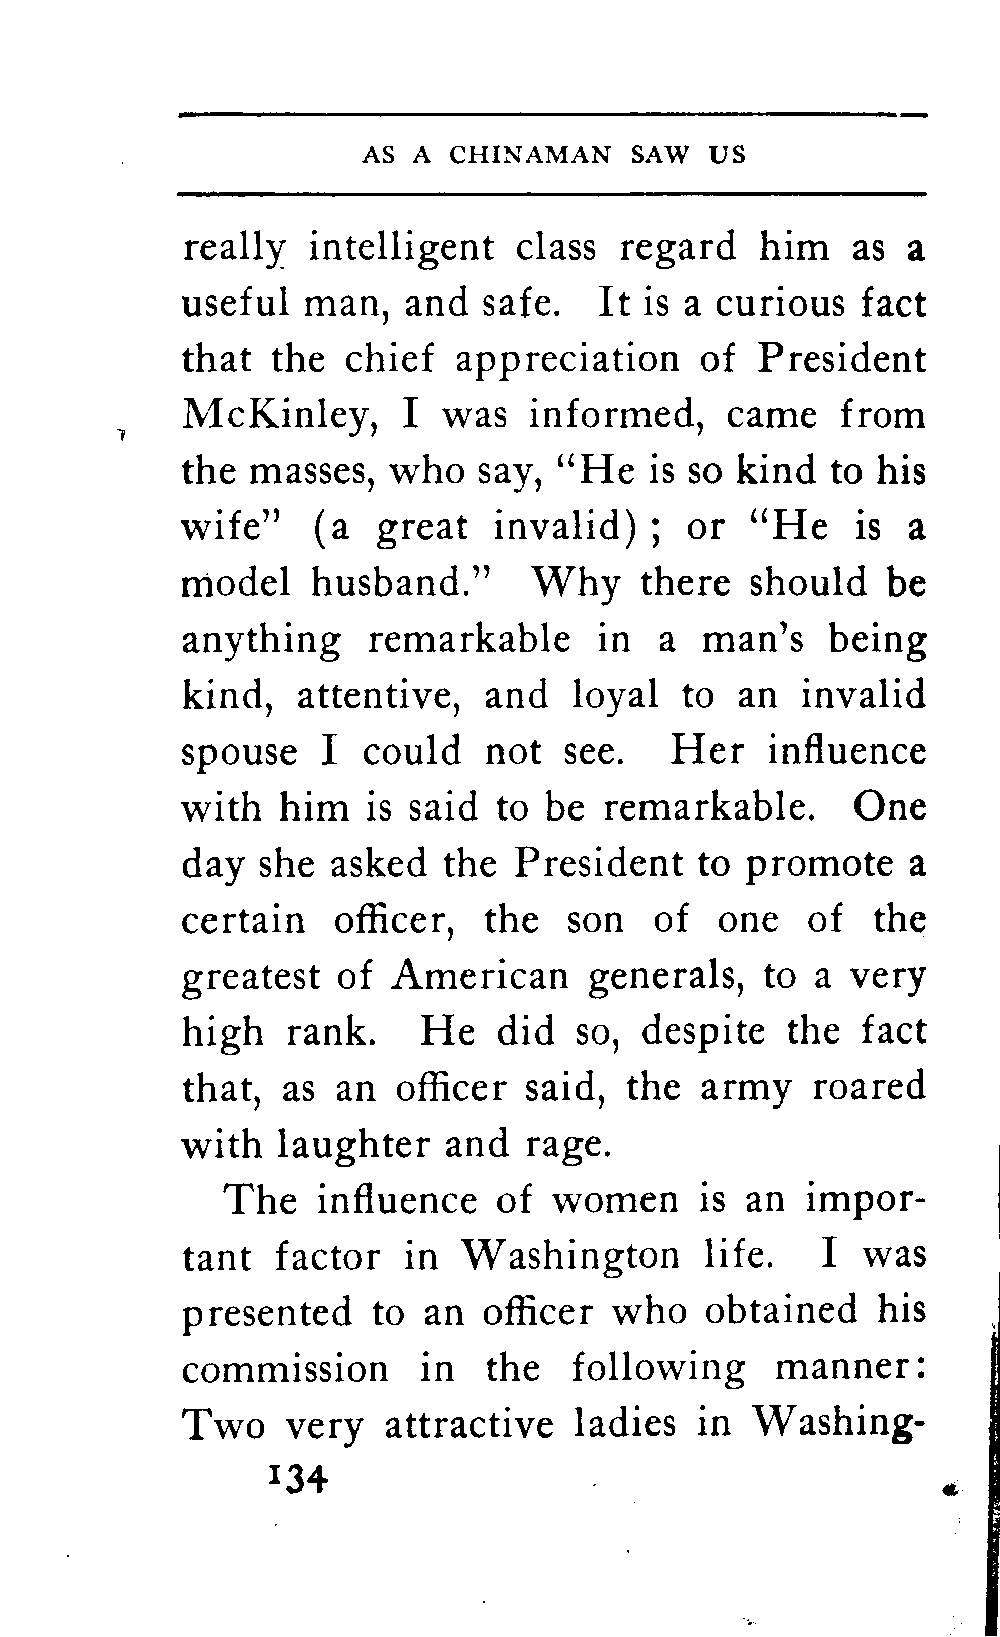 AS A CHINAMAN SAW US
really intelligent class regard him as a
useful man, and safe. It is a curious fact
that the chief appreciation of President
McKinley, I was informed, came from
the masses, who say, “He is so kind to his
wife” (a great invalid) ; or “He is a
model husband.” Why there should be
anything remarkable in a man’s being
kind, attentive, and loyal to an invalid
spouse I could not see. Her influence
with him is said to be remarkable. One
day she asked the President to promote a
certain officer, the son of one of the
greatest of American generals, to a very
high rank. He did so, despite the fact
that, as an officer said, the army roared
with laughter and rage.
The influence of women is an impor-
tant factor in Washington life. I was
presented to an officer who obtained his
commission in the following manner:
Two very attractive ladies in Washing-
134